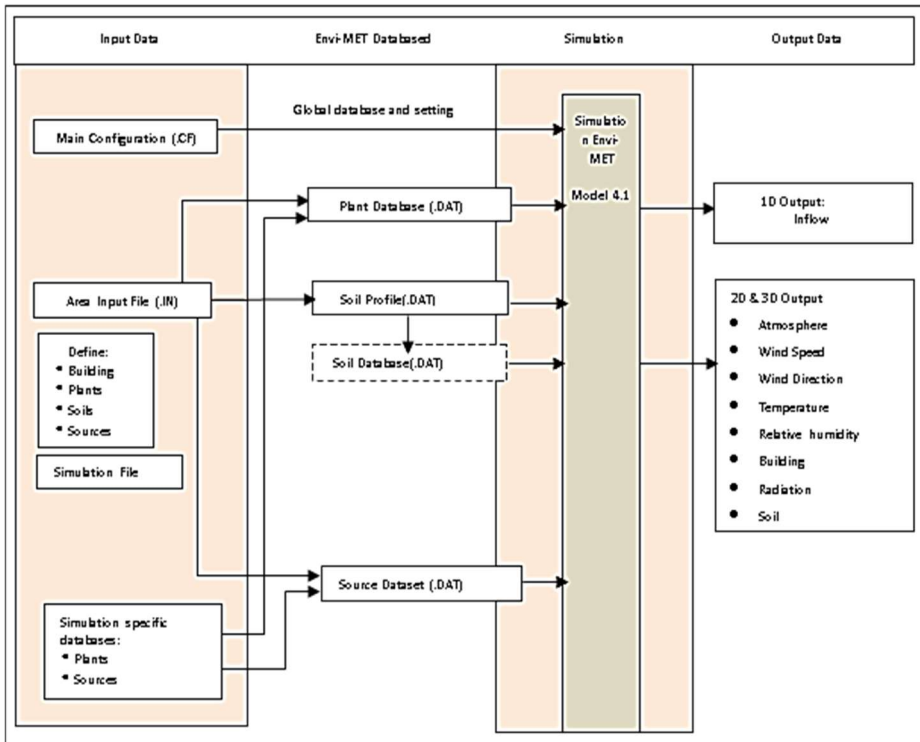 Input Data
Envi-MET Databased
Simulation
Output Data
Global database and setting
Main Configuration (.CF)
Simulatio
n Envi-
MET
Model 4.1
Plant Database (.DAT)
1D Output:
Inflow
Area Input File (.IN)
Soil Profile(.DAT)
Soil Database(.DAT)
Define:
* Building
* Plants
* Soils
* Sources
Simulation File
2D & 3D Output
● Atmosphere
● Wind Speed
● Wind Direction
● Temperature
● Relative humidity
● Building
● Radiation
● Soil
Source Dataset (.DAT)
Simulation specific
databases:
* Plants
* Sources